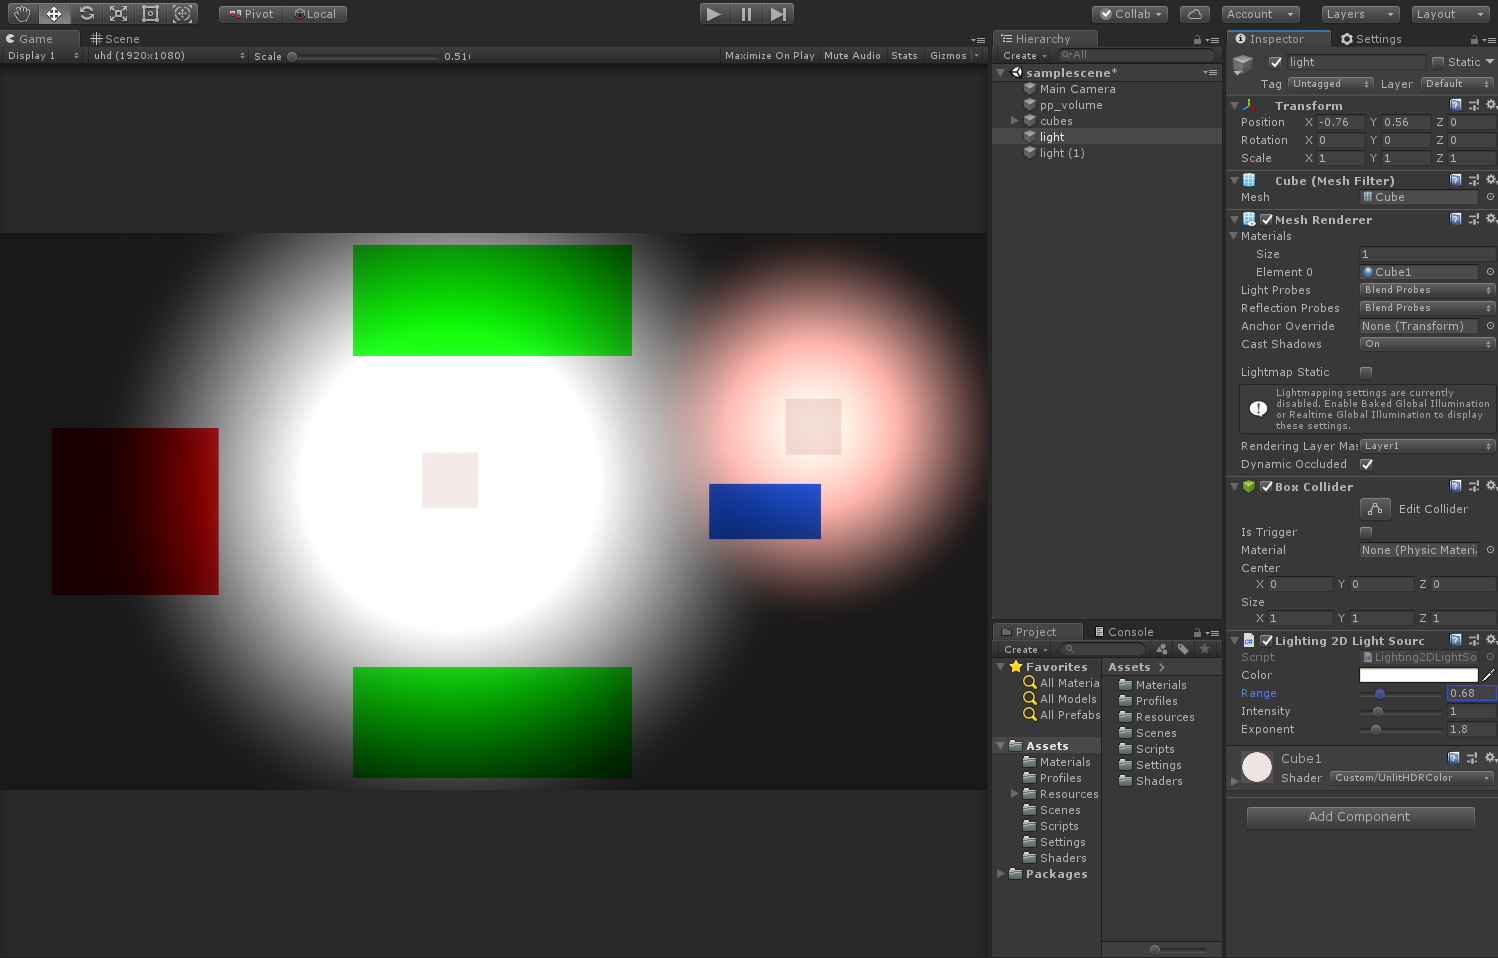 Pivot Local Collab Account Layers Layout
Game Scene
Display 1 uhd (1920x1080) Scale 0.51 Maximize On Play Mute Audio Stats Gizmos
Hierarchy
Create All
samplescene*
Main Camera
pp_volume
cubes
light
light (1)
Project Console
Create
Favorites
All Materia
All Models
All Prefabs
Assets
Materials
Profiles
Resources
Scenes
Scripts
Settings
Shaders
Packages
Assets
Materials
Profiles
Resources
Scenes
Scripts
Settings
Shaders
Inspector Settings
light Static
Tag Untagged Layer Default
Transform
Position X -0.76 Y 0.56 Z 0
Rotation X 0 Y 0 Z 0
Scale X 1 Y 1 Z 1
Cube (Mesh Filter)
Mesh Cube
Mesh Renderer
Materials
Size 1
Element 0 Cube1
Light Probes Blend Probes
Reflection Probes Blend Probes
Anchor Override None (Transform)
Cast Shadows On
Lightmap Static
Lightmapping settings are currently
disabled. Enable Baked Global Illumination
or Realtime Global Illumination to display
these settings.
Rendering Layer Mas Layer1
Dynamic Occluded
Box Collider
Edit Collider
Is Trigger
Material None (Physic Materi
Center
X 0 Y 0 Z 0
Size
X 1 Y 1 Z 1
Lighting 2D Light Sourc
Script Lighting2DLightSo
Color
Range 0.68
Intensity 1
Exponent 1.8
Cube1
Shader Custom/UnlitHDRColor
Add Component